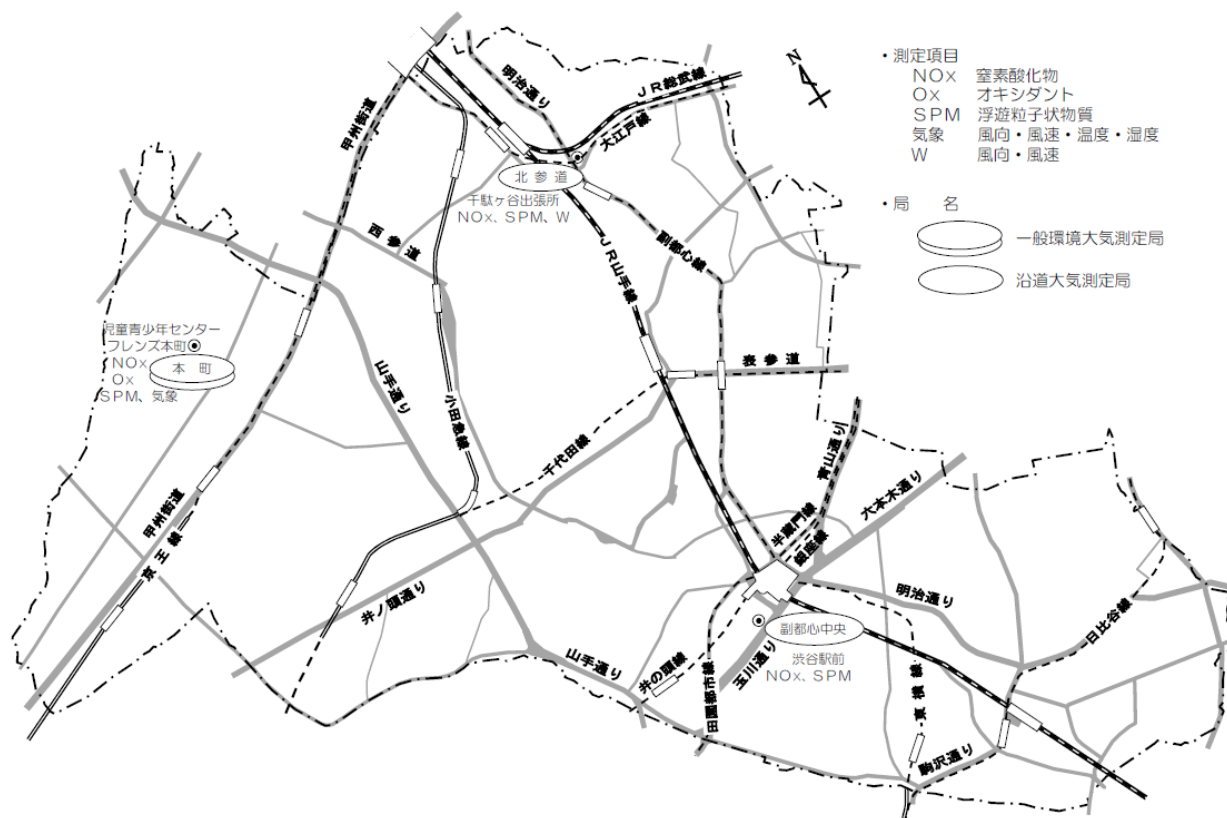 ・測定項目
NOx 窒素酸化物
Ox オキシダント
SPM 浮遊粒子状物質
気象 風向・風速・温度・湿度
W 風向・風速
・局 名
一般環境大気測定局
沿道大気測定局
N
明治通り
JR総武線
大江戸線
甲州街道
北参道
千駄ヶ谷出張所
NOx、SPM、W
西参道
JR山手線
副都心線
児童青少年センター
フレンズ本町
NOx
Ox
SPM、気象
本町
山手通り
小田急線
表参道
千代田線
青山通り
六本木通り
半蔵門線
銀座線
甲州街道
京王線
井ノ頭通り
明治通り
日比谷線
副都心中央
渋谷駅前
NOx、SPM
山手通り
井の頭線
玉川通り
田園都市線
東横線
駒沢通り